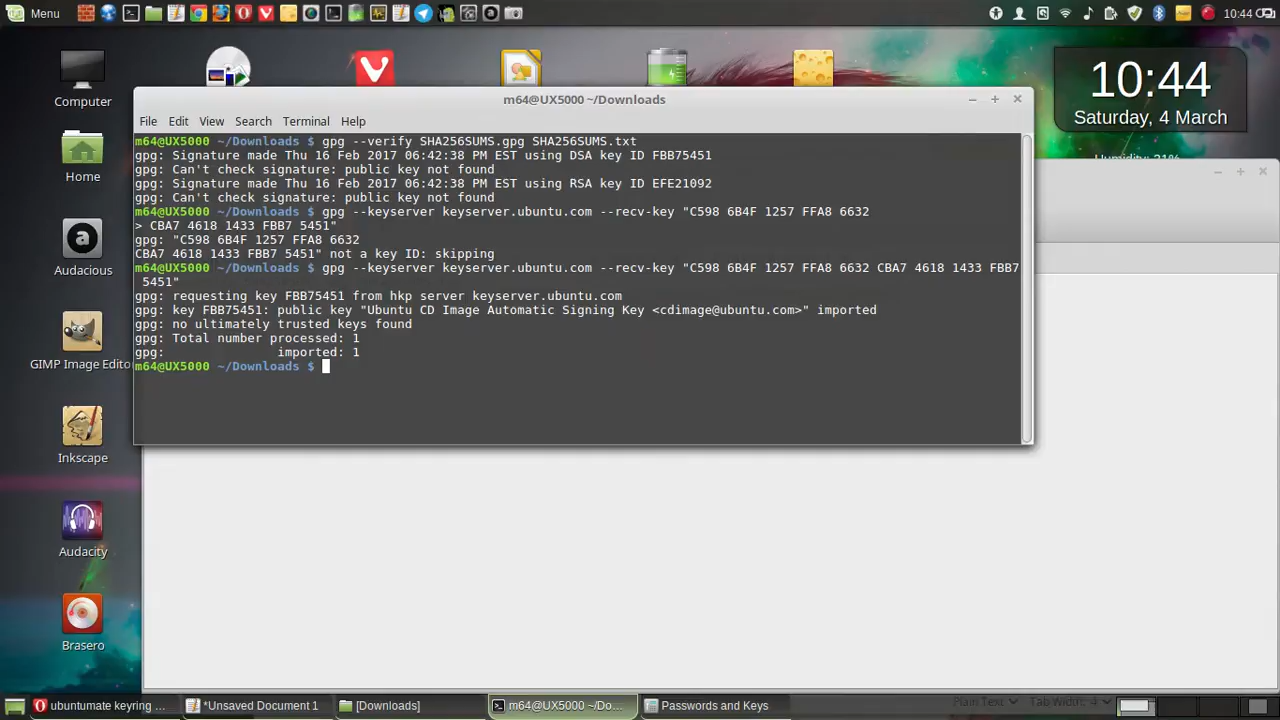 Menu
10:44
Computer
Home
Audacious
GIMP Image Edito
Inkscape
Audacity
Brasero
10:44
Saturday, 4 March
Humidity: 31%
m64@UX5000 ~/Downloads
File Edit View Search Terminal Help
m64@UX5000 ~/Downloads $ gpg --verify SHA256SUMS.gpg SHA256SUMS.txt
gpg: Signature made Thu 16 Feb 2017 06:42:38 PM EST using DSA key ID FBB75451
gpg: Can't check signature: public key not found
gpg: Signature made Thu 16 Feb 2017 06:42:38 PM EST using RSA key ID EFE21092
gpg: Can't check signature: public key not found
m64@UX5000 ~/Downloads $ gpg --keyserver keyserver.ubuntu.com --recv-key "C598 6B4F 1257 FFA8 6632
> CBA7 4618 1433 FBB7 5451"
gpg: "C598 6B4F 1257 FFA8 6632
CBA7 4618 1433 FBB7 5451" not a key ID: skipping
m64@UX5000 ~/Downloads $ gpg --keyserver keyserver.ubuntu.com --recv-key "C598 6B4F 1257 FFA8 6632 CBA7 4618 1433 FBB7
5451"
gpg: requesting key FBB75451 from hkp server keyserver.ubuntu.com
gpg: key FBB75451: public key "Ubuntu CD Image Automatic Signing Key <cdimage@ubuntu.com>" imported
gpg: no ultimately trusted keys found
gpg: Total number processed: 1
gpg: imported: 1
m64@UX5000 ~/Downloads $
ubuntumate keyring ...
*Unsaved Document 1
[Downloads]
m64@UX5000 ~/Do...
Passwords and Keys
Plain Text Tab Width: 4